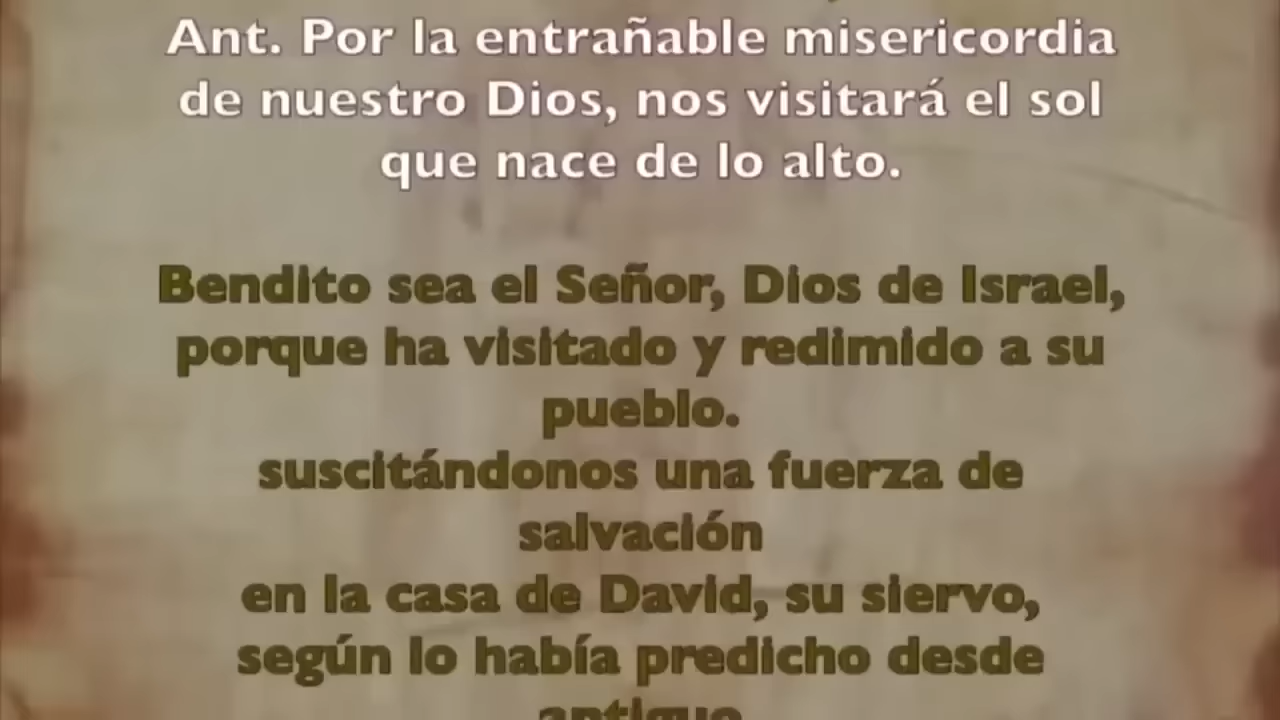 Ant. Por la entrañable misericordia
de nuestro Dios, nos visitará el sol
que nace de lo alto.
Bendito sea el Señor, Dios de Israel,
porque ha visitado y redimido a su
pueblo.
suscitándonos una fuerza de
salvación
en la casa de David, su siervo,
según lo había predicho desde
antiguo